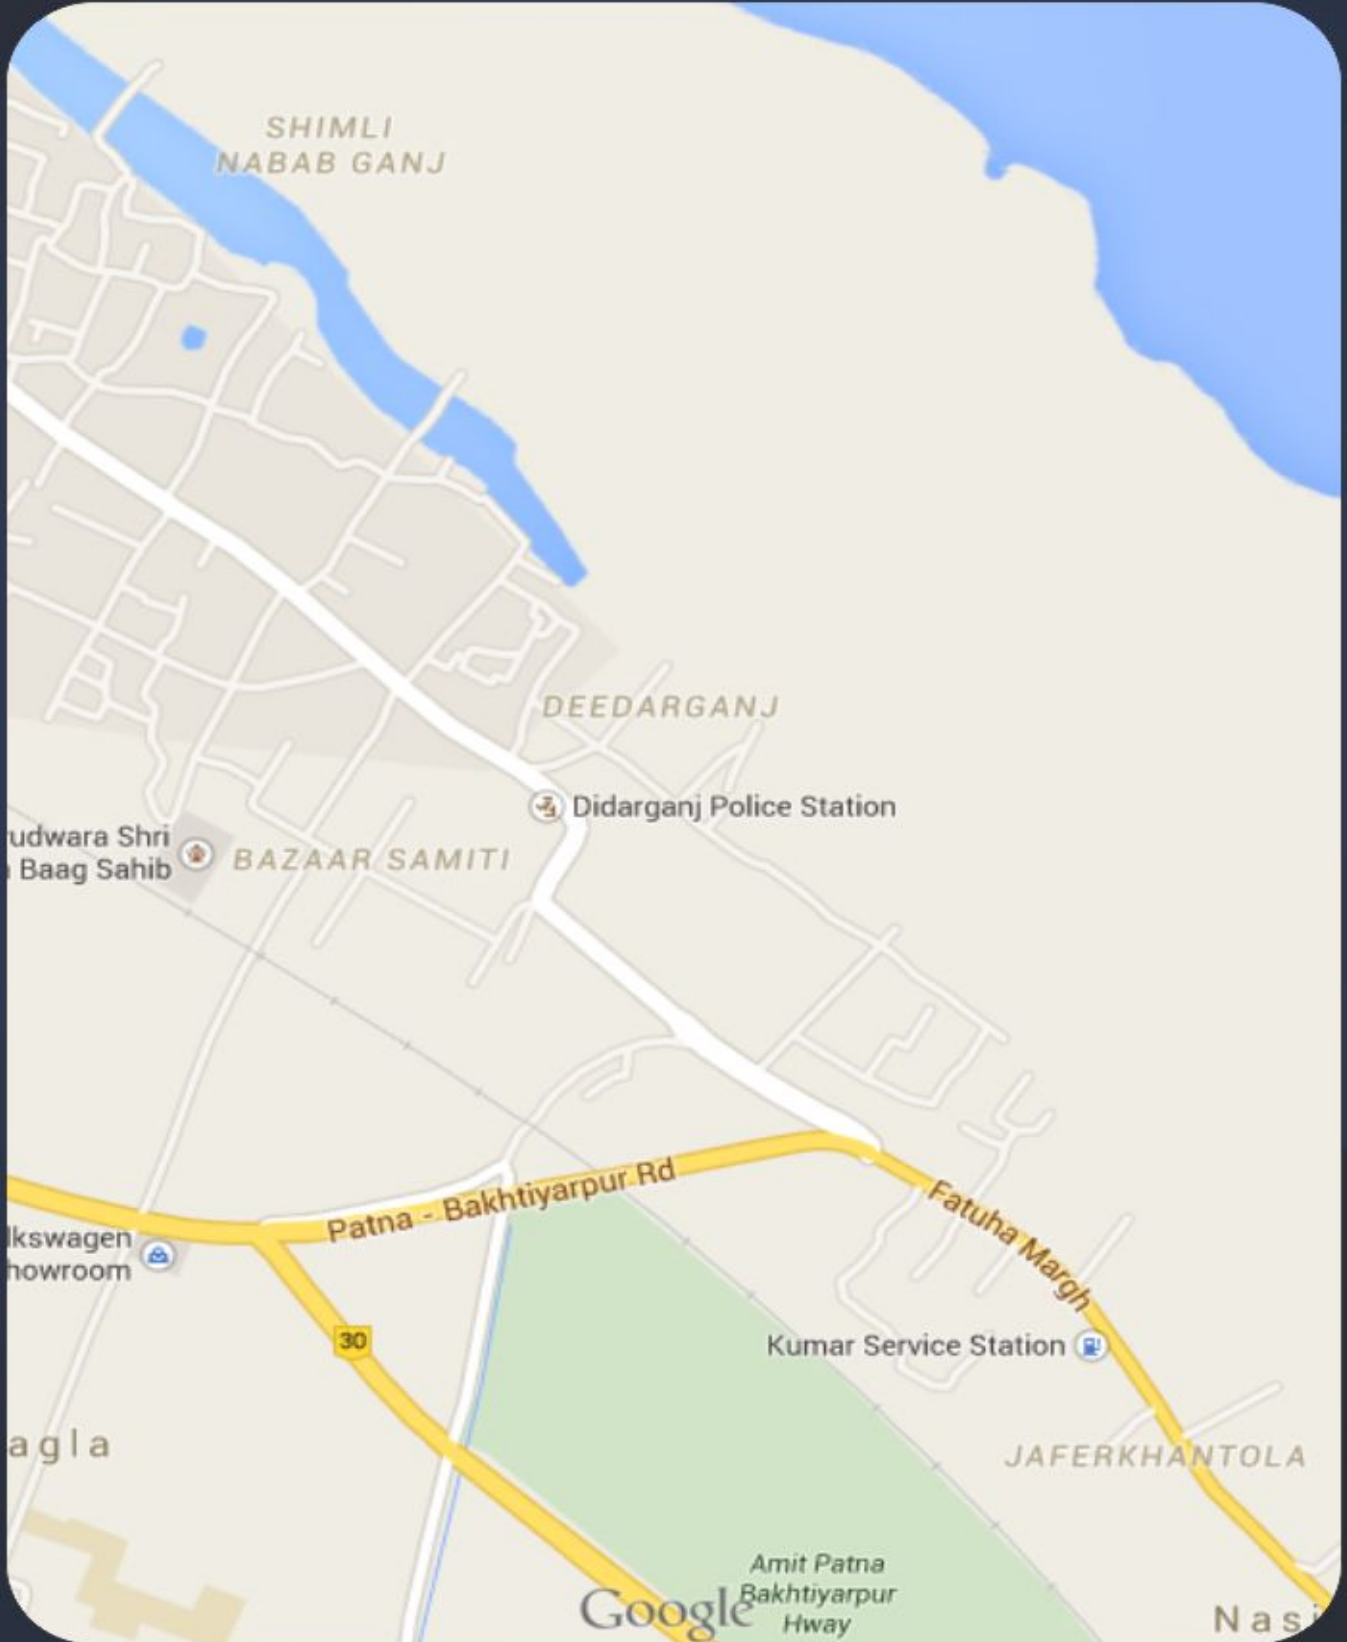 SHIMLI
NABAB GANJ
DEEDARGANJ
Didarganj Police Station
udwara Shri
Baag Sahib
BAZAAR SAMITI
Patna - Bakhtiyarpur Rd
Fatuha Margh
lkswagen
howroom
30
Kumar Service Station
agla
JAFERKHANTOLA
Amit Patna
Bakhtiyarpur
Hway
Google
Nasi